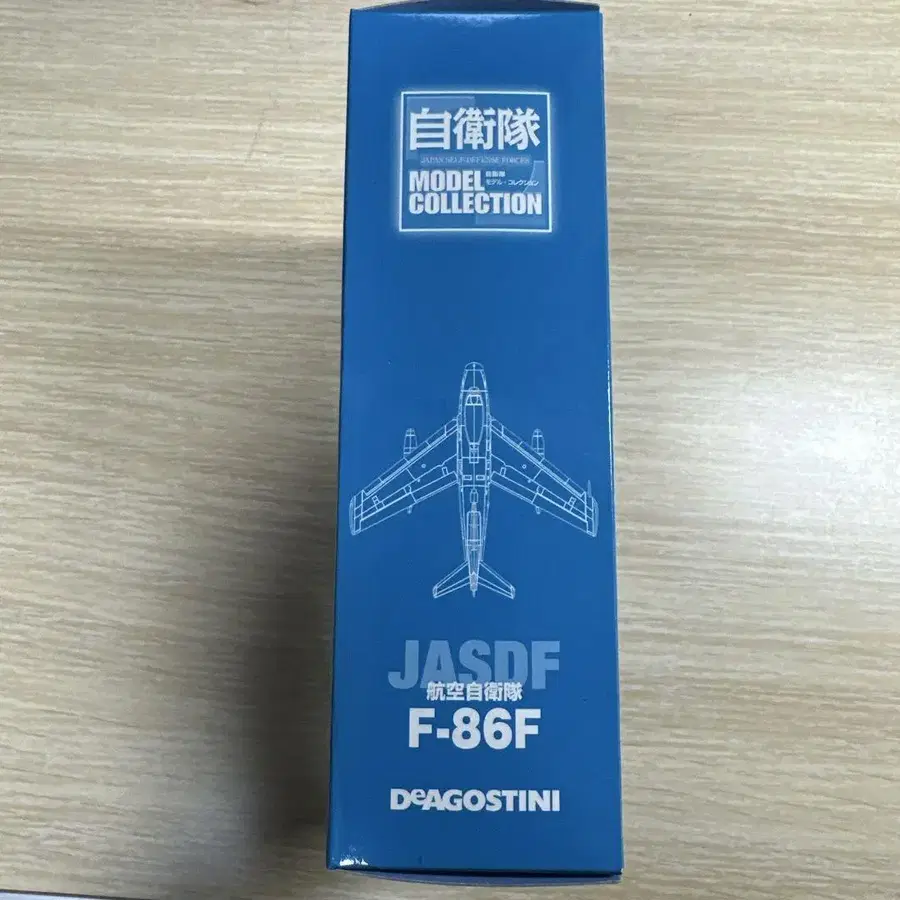 自衛隊
JAPAN SELF-DEFENSE FORCES
MODEL
自衛隊
モデル・コレクション
COLLECTION
JASDF
航空自衛隊
F-86F
DeAGOSTINI